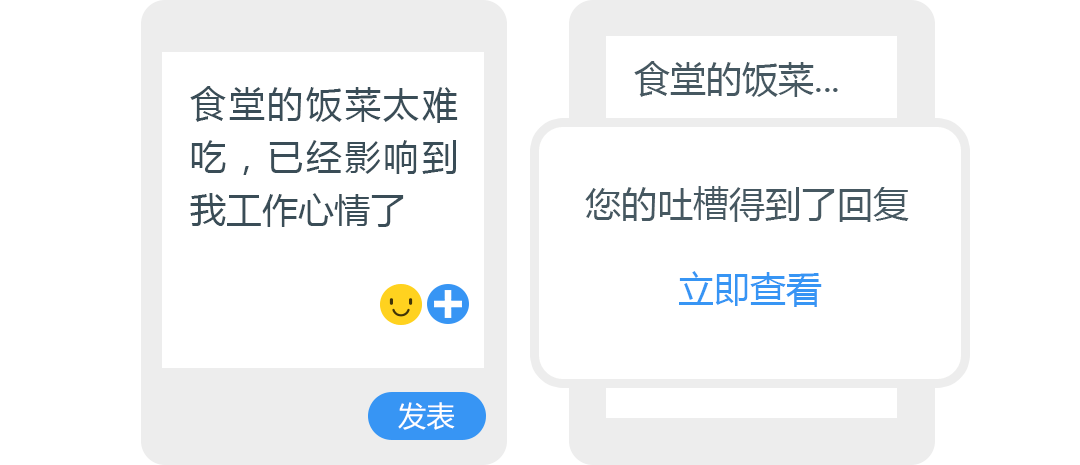 食堂的饭菜太难
吃，已经影响到
我工作心情了
发表
食堂的饭菜...
您的吐槽得到了回复
立即查看